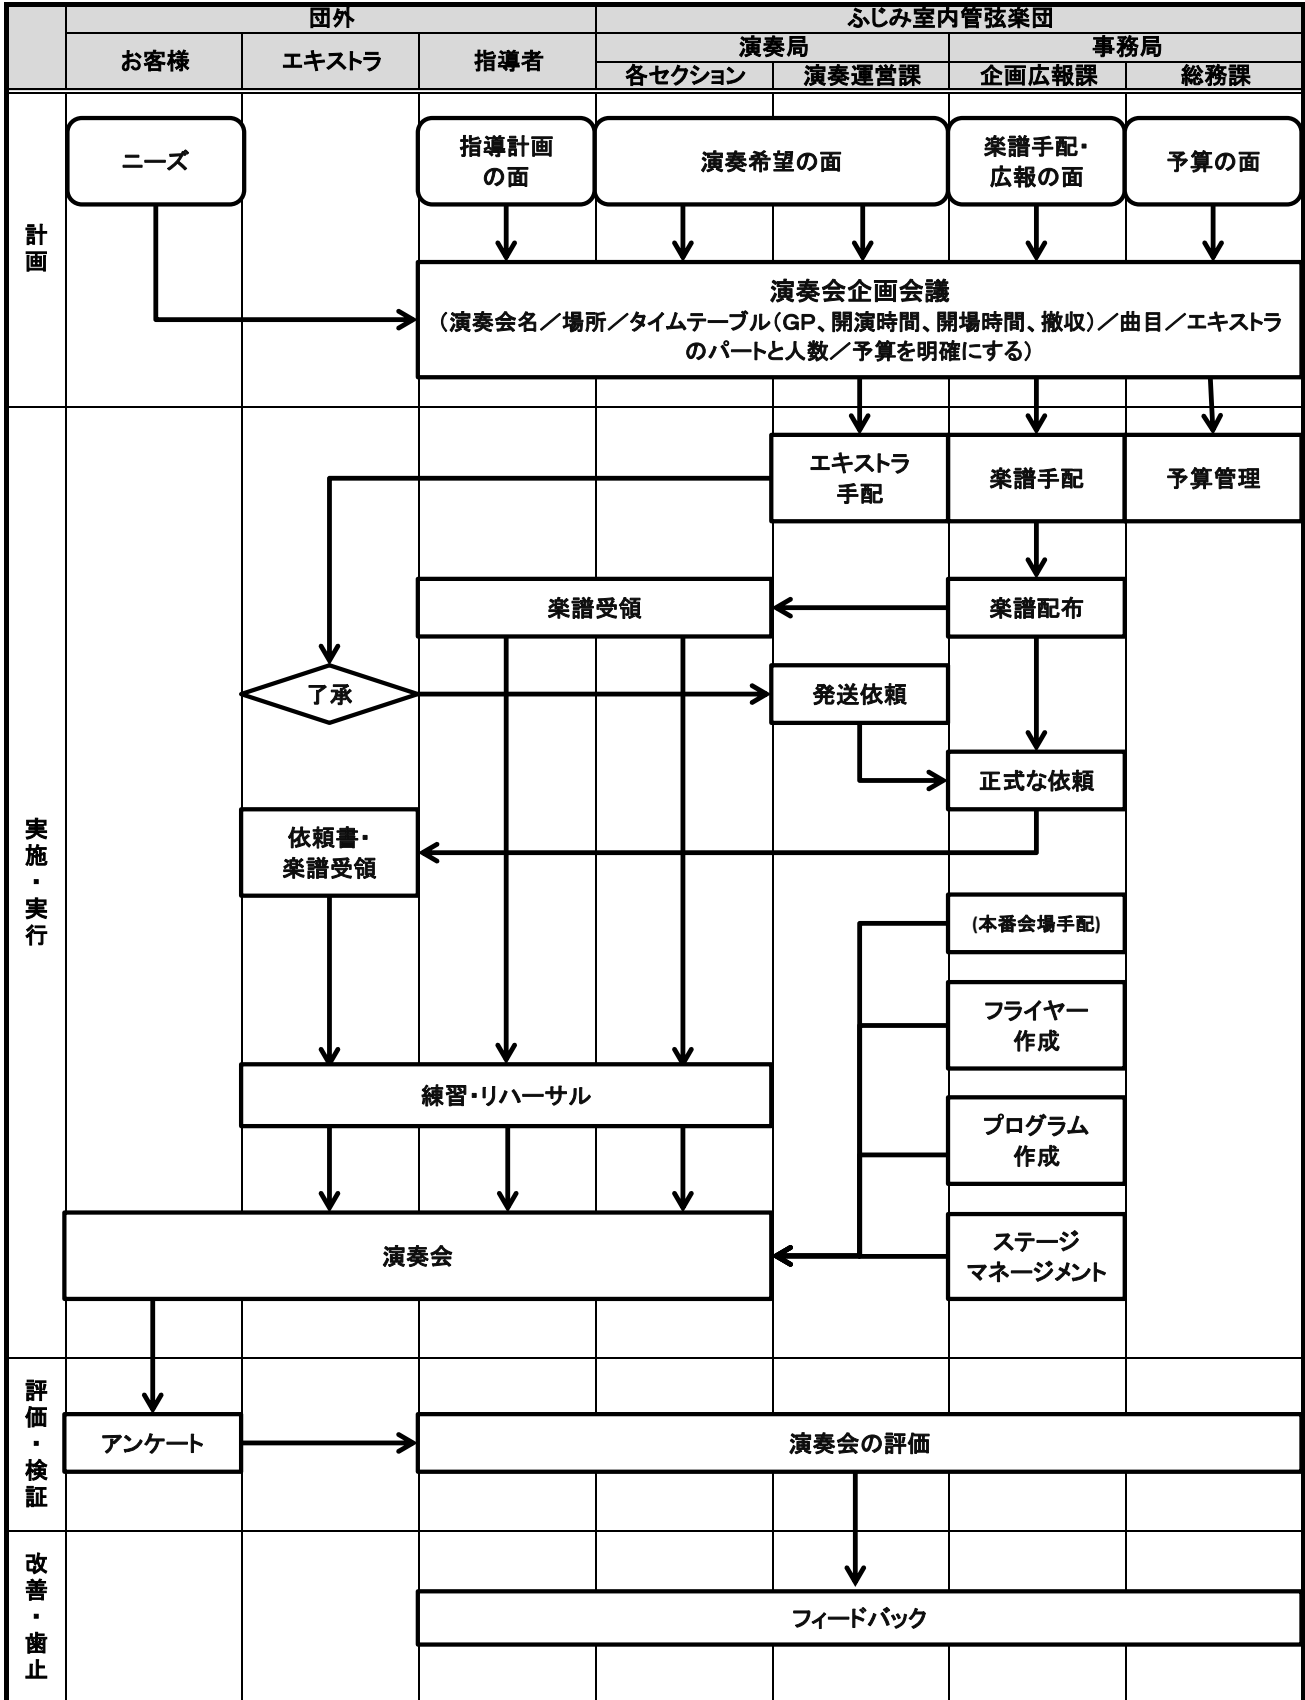 団外
ふじみ室内管弦楽団
お客様
エキストラ
指導者
演奏局
事務局
各セクション
演奏運営課
企画広報課
総務課
計画
ニーズ
指導計画
の面
演奏希望の面
楽譜手配・
広報の面
予算の面
演奏会企画会議
（演奏会名／場所／タイムテーブル（GP、開演時間、開場時間、撤収）／曲目／エキストラ
のパートと人数／予算を明確にする）
実施・実行
エキストラ
手配
楽譜手配
予算管理
楽譜受領
楽譜配布
了承
発送依頼
正式な依頼
依頼書・
楽譜受領
(本番会場手配)
フライヤー
作成
練習・リハーサル
プログラム
作成
演奏会
ステージ
マネージメント
評価・検証
アンケート
演奏会の評価
改善・歯止
フィードバック